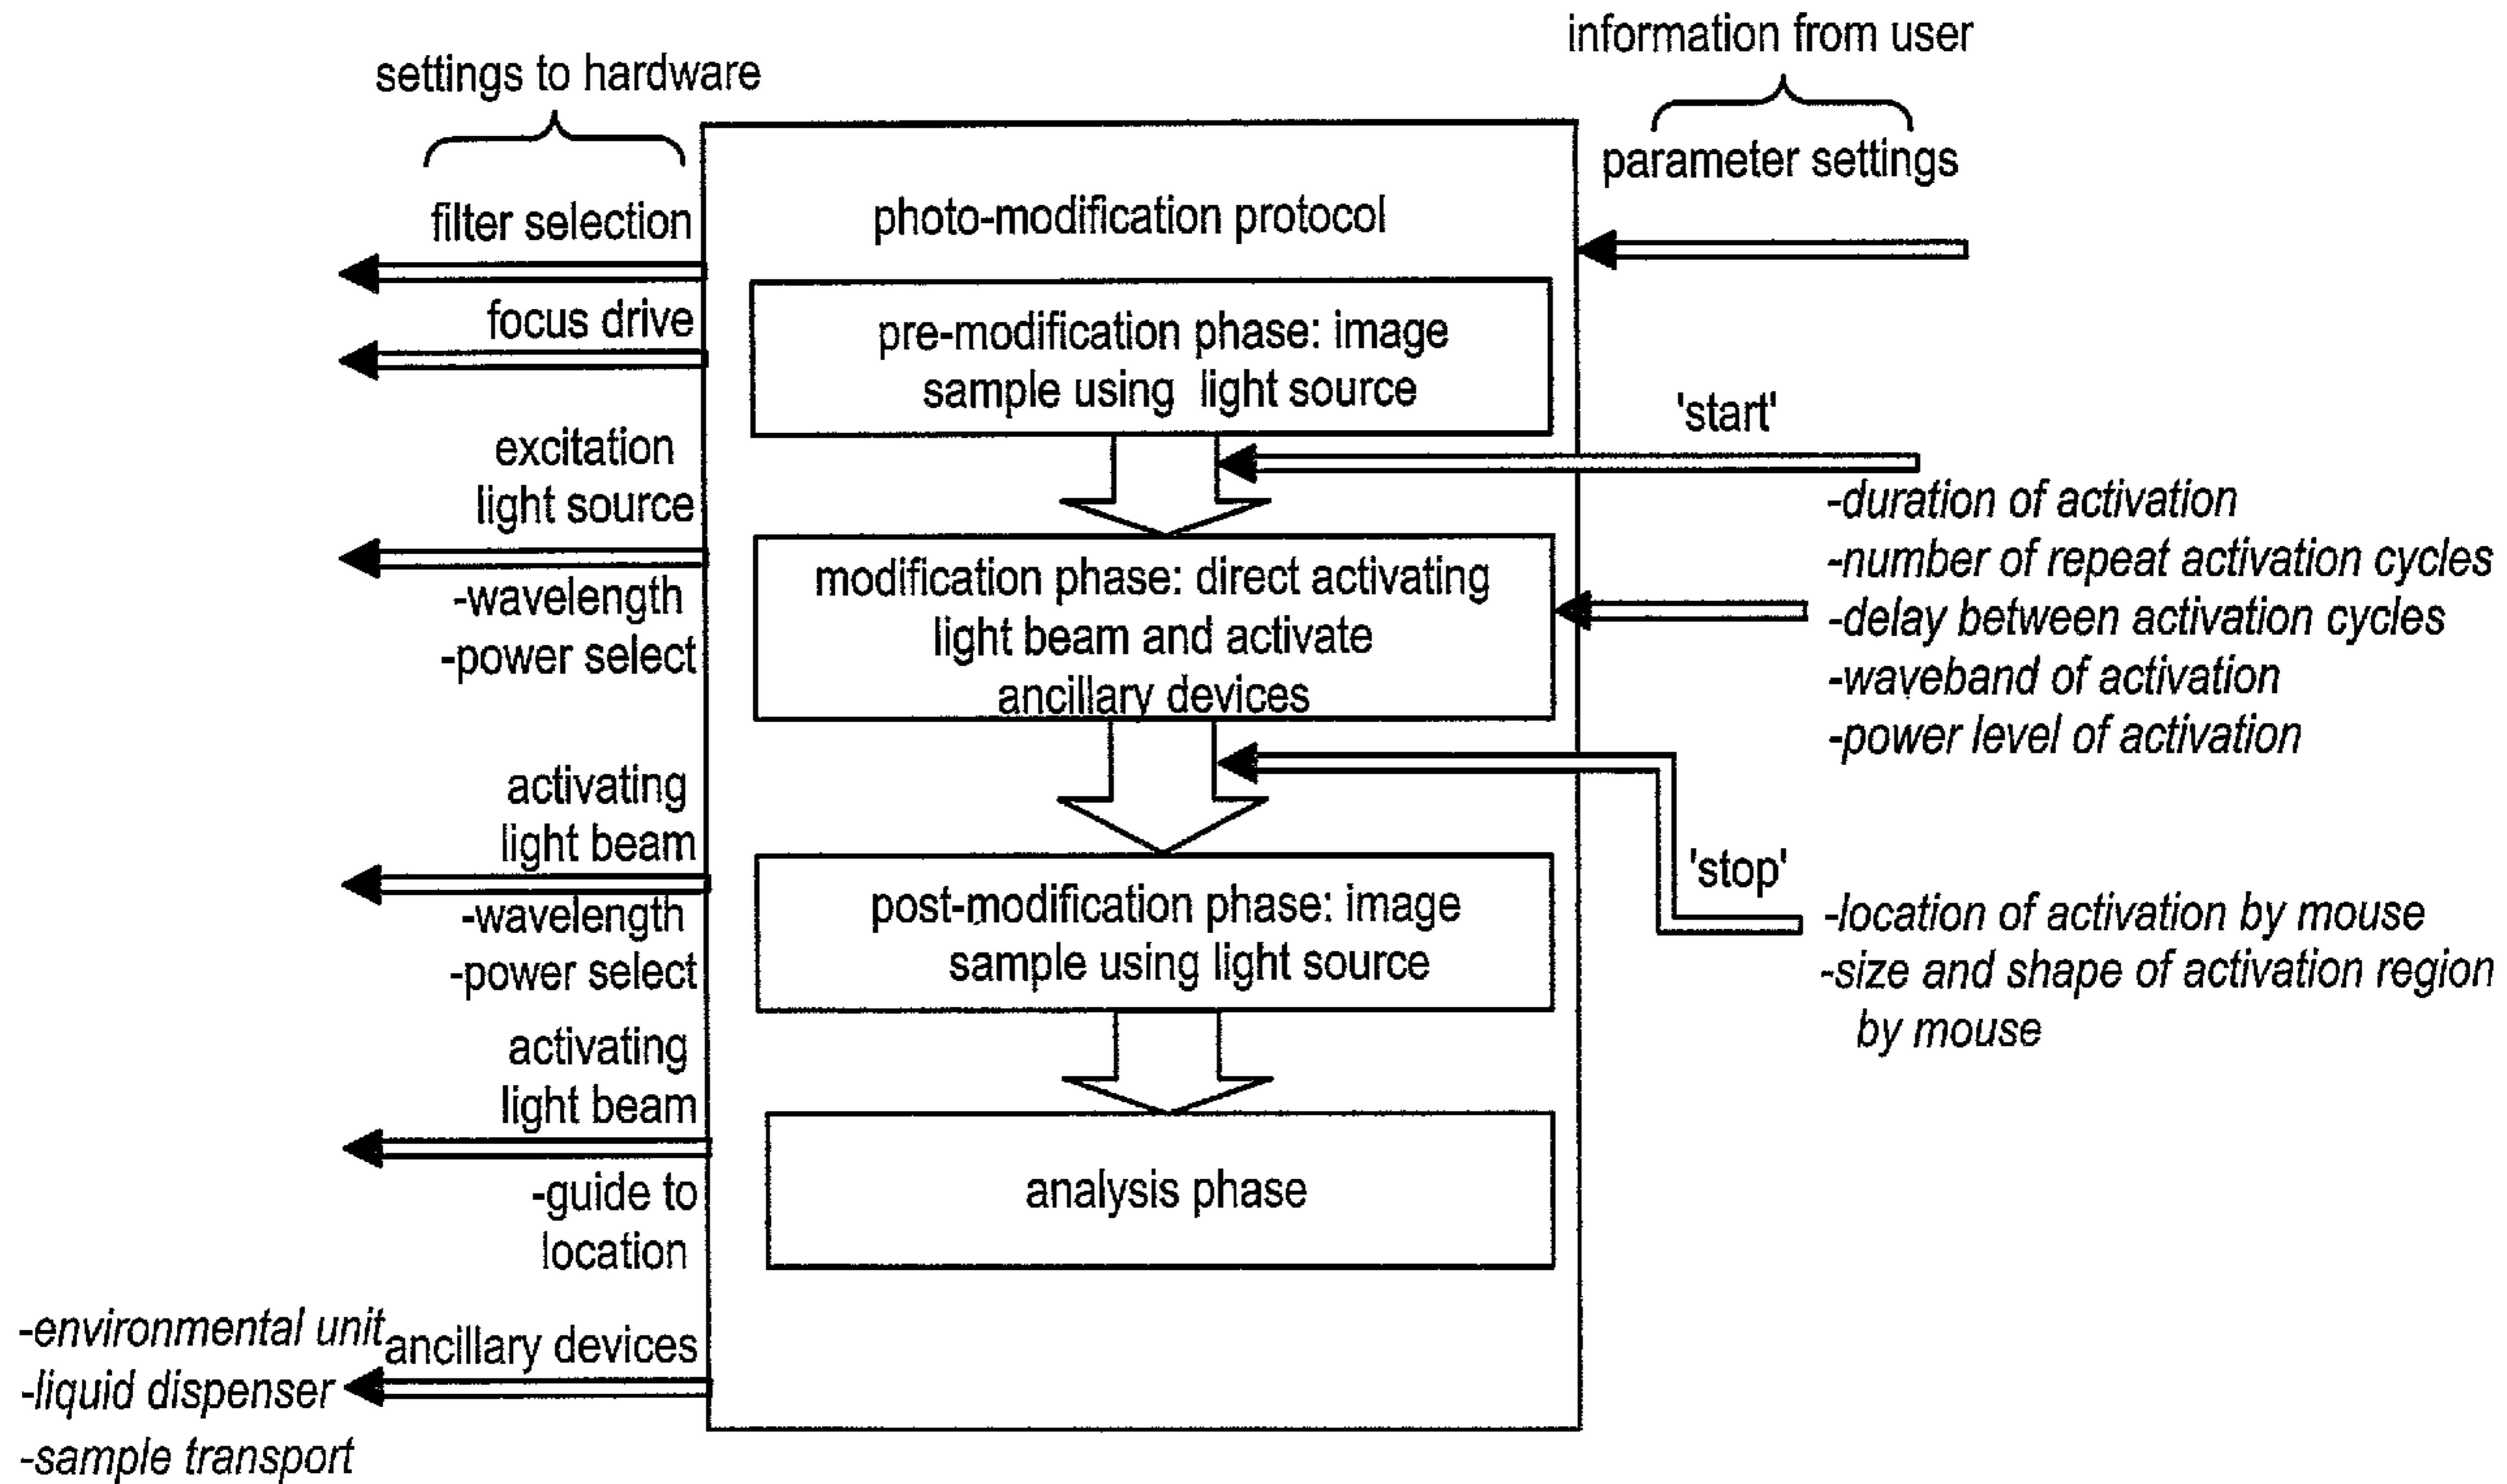 information from user
settings to hardware
parameter settings
photo-modification protocol
filter selection
focus drive
pre-modification phase: image
sample using light source
'start'
excitation
light source
-wavelength
-power select
-duration of activation
-number of repeat activation cycles
-delay between activation cycles
-waveband of activation
-power level of activation
modification phase: direct activating
light beam and activate
ancillary devices
activating
light beam
-wavelength
-power select
'stop'
-location of activation by mouse
-size and shape of activation region
by mouse
post-modification phase: image
sample using light source
activating
light beam
-guide to
location
analysis phase
ancillary devices
-environmental unit
-liquid dispenser
-sample transport